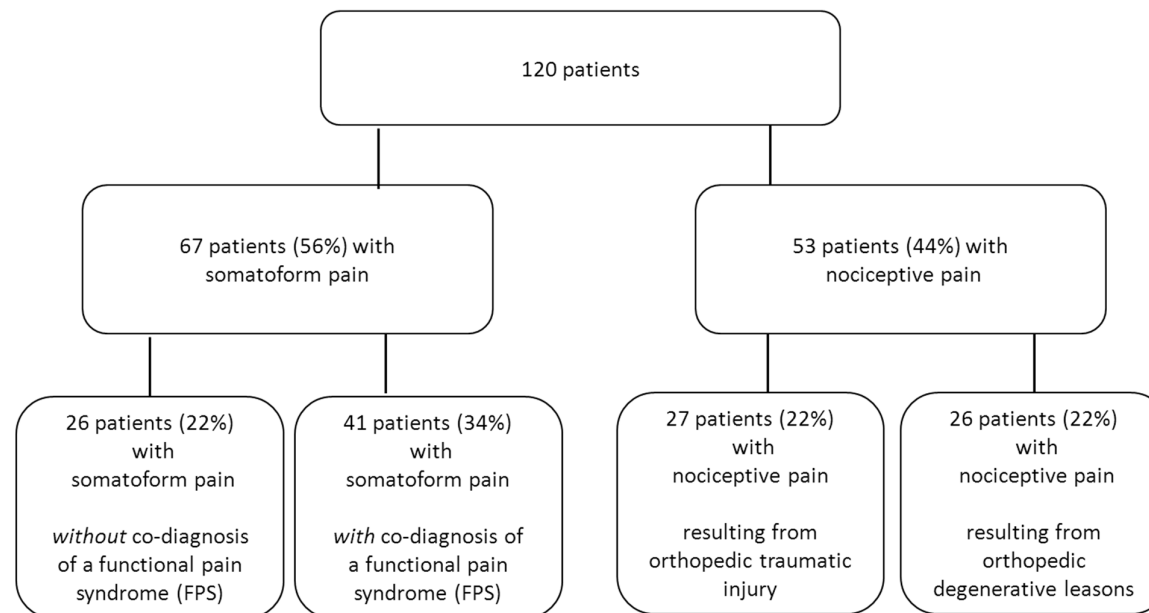 120 patients
67 patients (56%) with
somatoform pain
53 patients (44%) with
nociceptive pain
26 patients (22%)
with
somatoform pain
without co-diagnosis
of a functional pain
syndrome (FPS)
41 patients (34%)
with
somatoform pain
with co-diagnosis of
a functional pain
syndrome (FPS)
27 patients (22%)
with
nociceptive pain
resulting from
orthopedic traumatic
injury
26 patients (22%)
with
nociceptive pain
resulting from
orthopedic
degenerative leasons